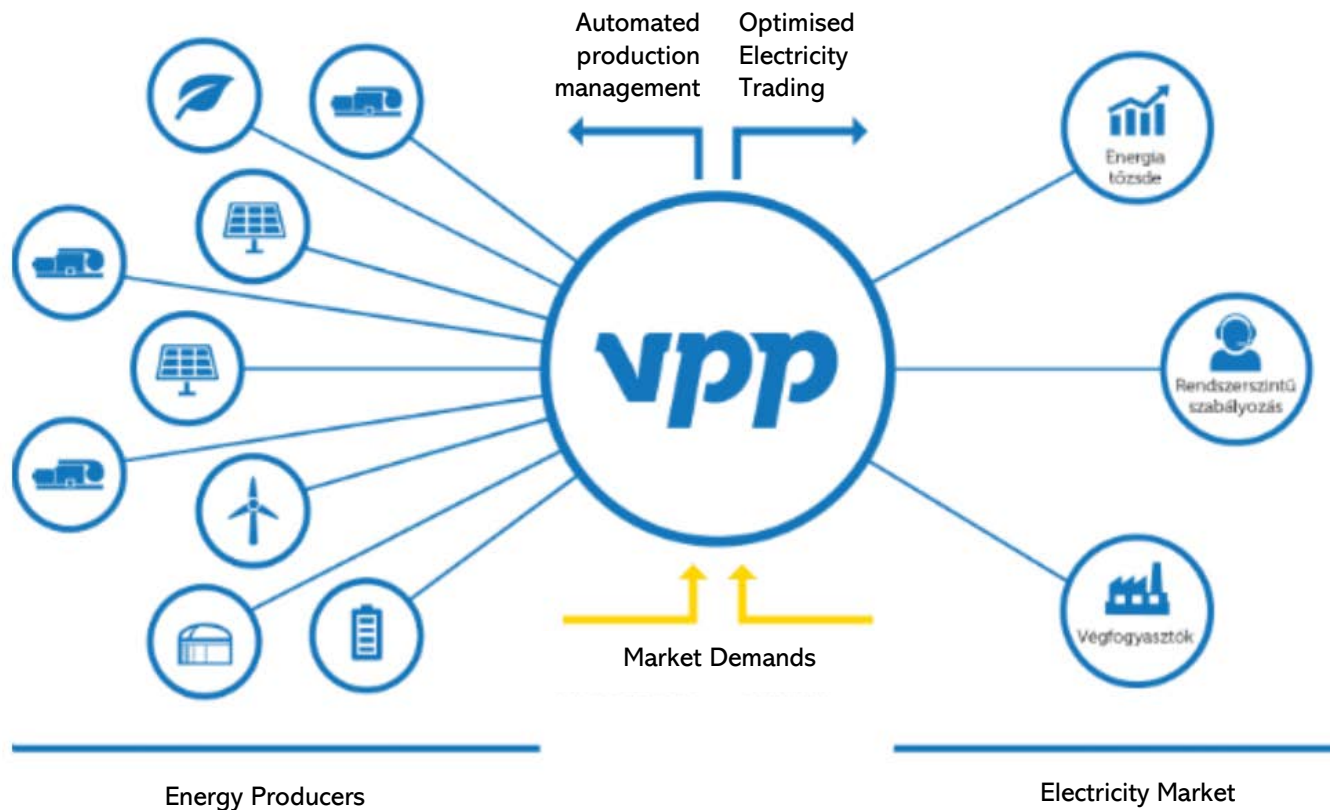 Automated
production
management
Optimised
Electricity
Trading
Energia
tőzsde
vpp
Rendszerszintű
szabályozás
Végfogyasztók
Market Demands
Energy Producers
Electricity Market